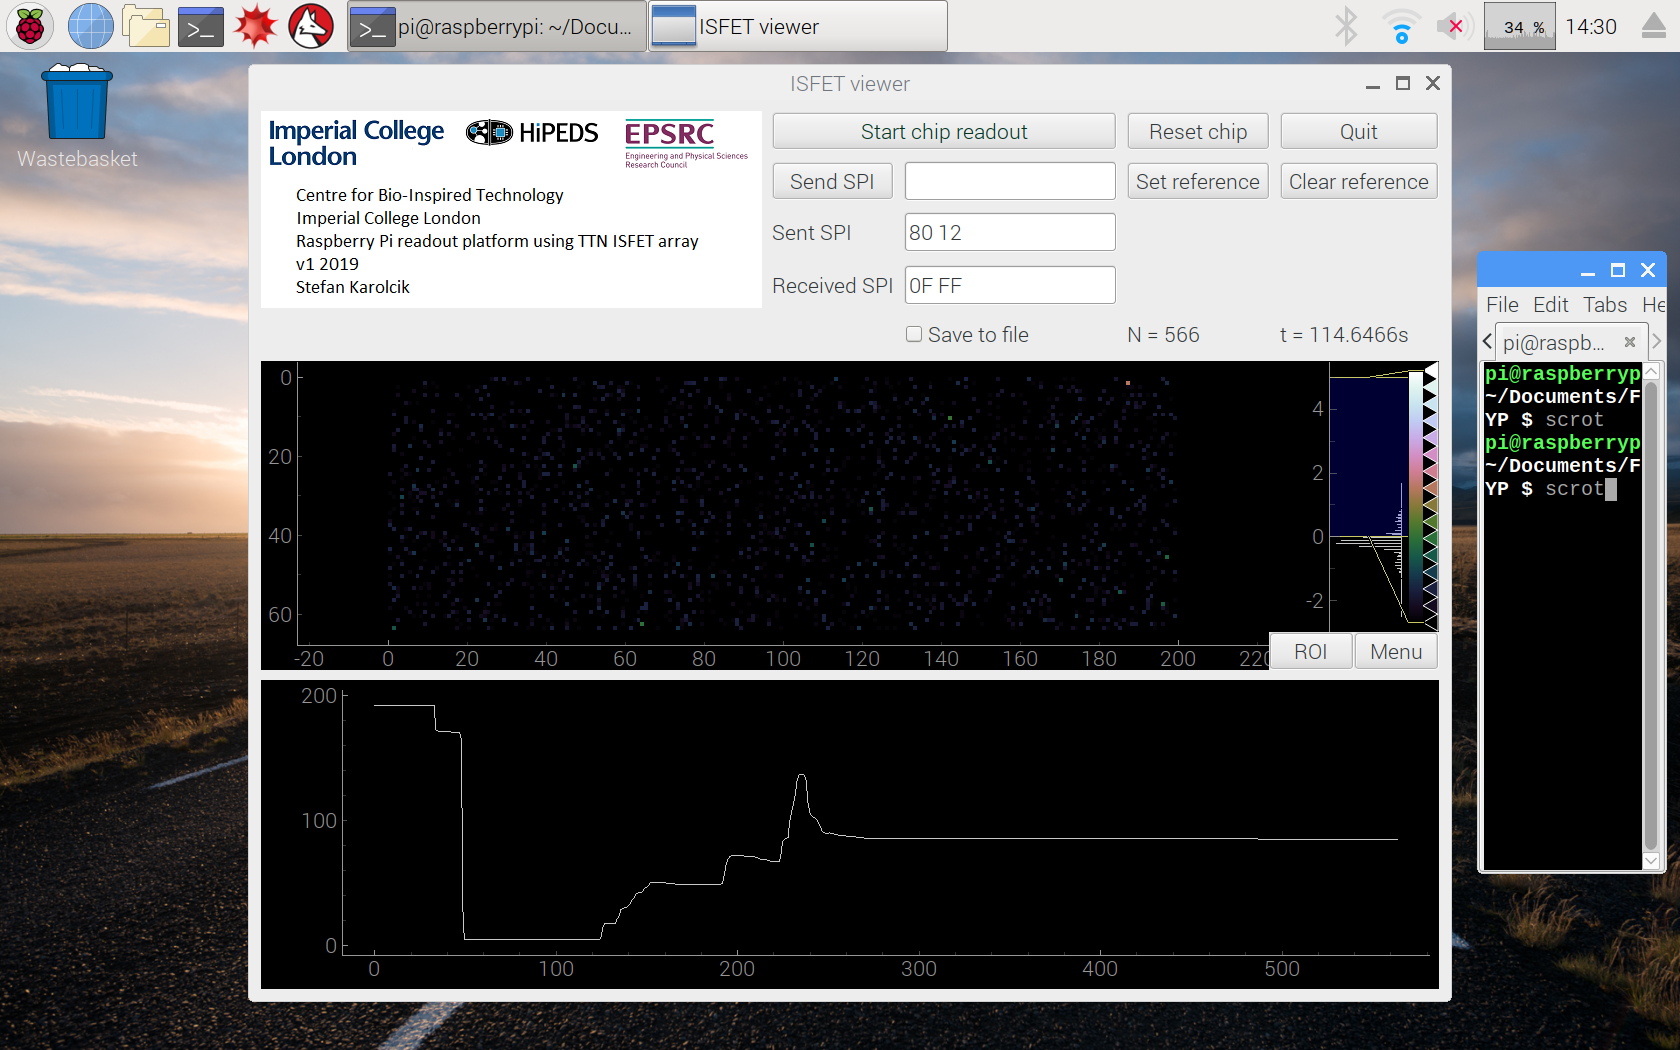 pi@raspberrypi: ~/Docu...
ISFET viewer
34 %
14:30
Wastebasket
ISFET viewer
Imperial College
London
HiPEDS
EPSRC
Engineering and Physical Sciences
Research Council
Centre for Bio-Inspired Technology
Imperial College London
Raspberry Pi readout platform using TTN ISFET array
v1 2019
Stefan Karolcik
Start chip readout
Reset chip
Quit
Send SPI
Set reference
Clear reference
Sent SPI
80 12
Received SPI
0F FF
Save to file
N = 566
t = 114.6466s
0
20
40
60
-20 0 20 40 60 80 100 120 140 160 180 200 220
4
2
0
-2
ROI
Menu
200
100
0
0 100 200 300 400 500
File Edit Tabs He
pi@raspb...
pi@raspberryp
~/Documents/F
YP $ scrot
pi@raspberryp
~/Documents/F
YP $ scrot